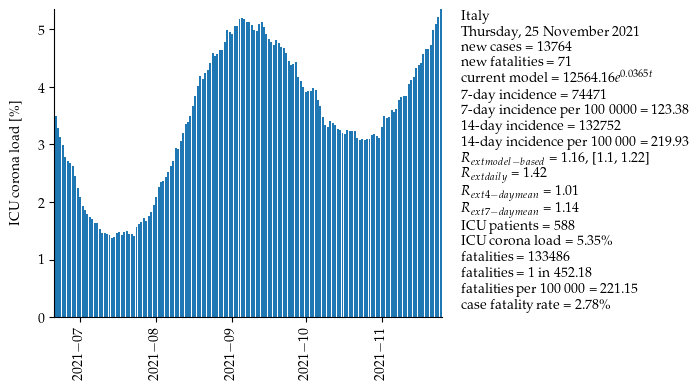 Italy
Thursday, 25 November 2021
new cases = 13764
new fatalities = 71
current model = 12564.16e^0.0365t
7-day incidence = 74471
7-day incidence per 100 0000 = 123.38
14-day incidence = 132752
14-day incidence per 100 000 = 219.93
R_extmodel−based = 1.16, [1.1, 1.22]
R_extdaily = 1.42
R_ext4−daymean = 1.01
R_ext7−daymean = 1.14
ICU patients = 588
ICU corona load = 5.35%
fatalities = 133486
fatalities = 1 in 452.18
fatalities per 100 000 = 221.15
case fatality rate = 2.78%
ICU corona load [%]
5
4
3
2
1
0
2021−07
2021−08
2021−09
2021−10
2021−11